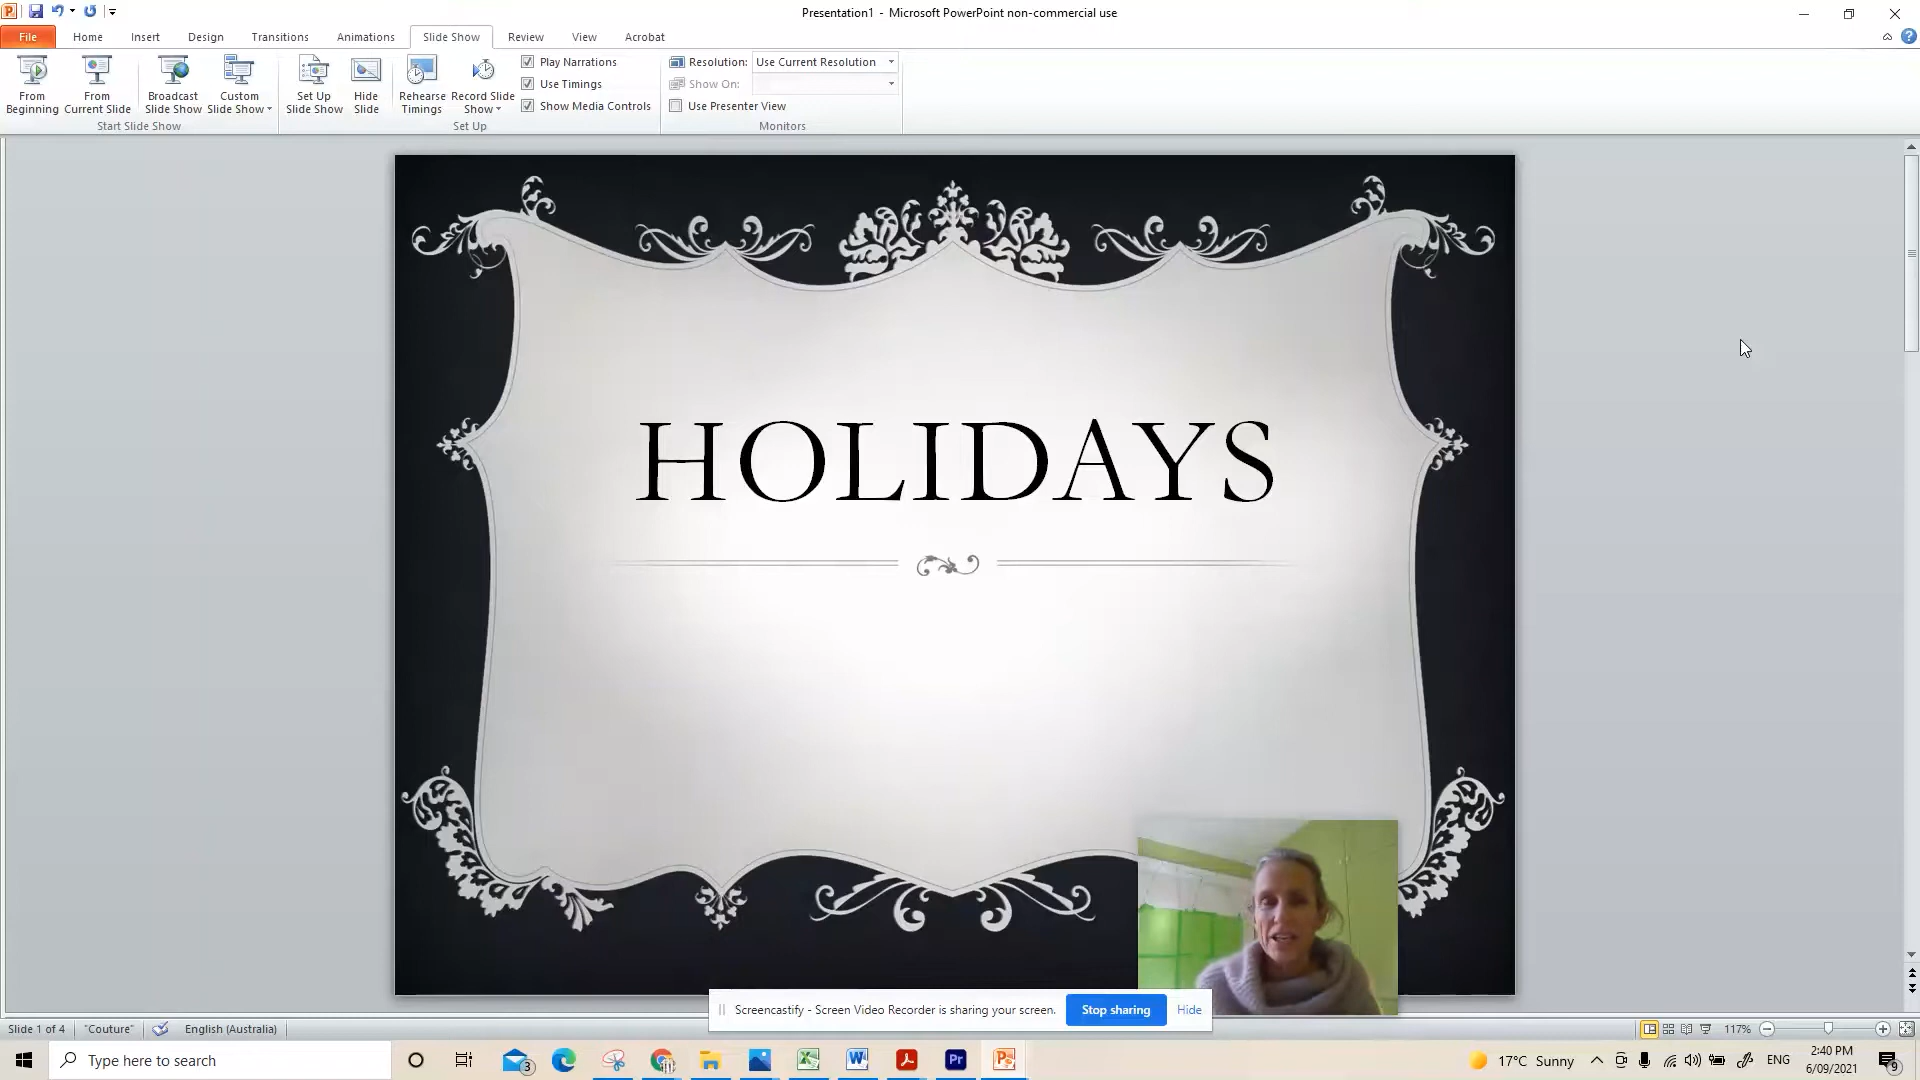 Presentation1 - Microsoft PowerPoint non-commercial use
File Home Insert Design Transitions Animations Slide Show Review View Acrobat
From Beginning
From Current Slide
Broadcast Slide Show
Custom Slide Show
Start Slide Show
Set Up Slide Show
Hide Slide
Rehearse Timings
Record Slide Show
Play Narrations
Use Timings
Show Media Controls
Set Up
Resolution: Use Current Resolution
Show On:
Use Presenter View
Monitors
HOLIDAYS
Screencastify - Screen Video Recorder is sharing your screen. Stop sharing Hide
Slide 1 of 4 "Couture" English (Australia) 117%
Type here to search
3
W
Pr
17°C Sunny
ENG
2:40 PM
6/09/2021
9